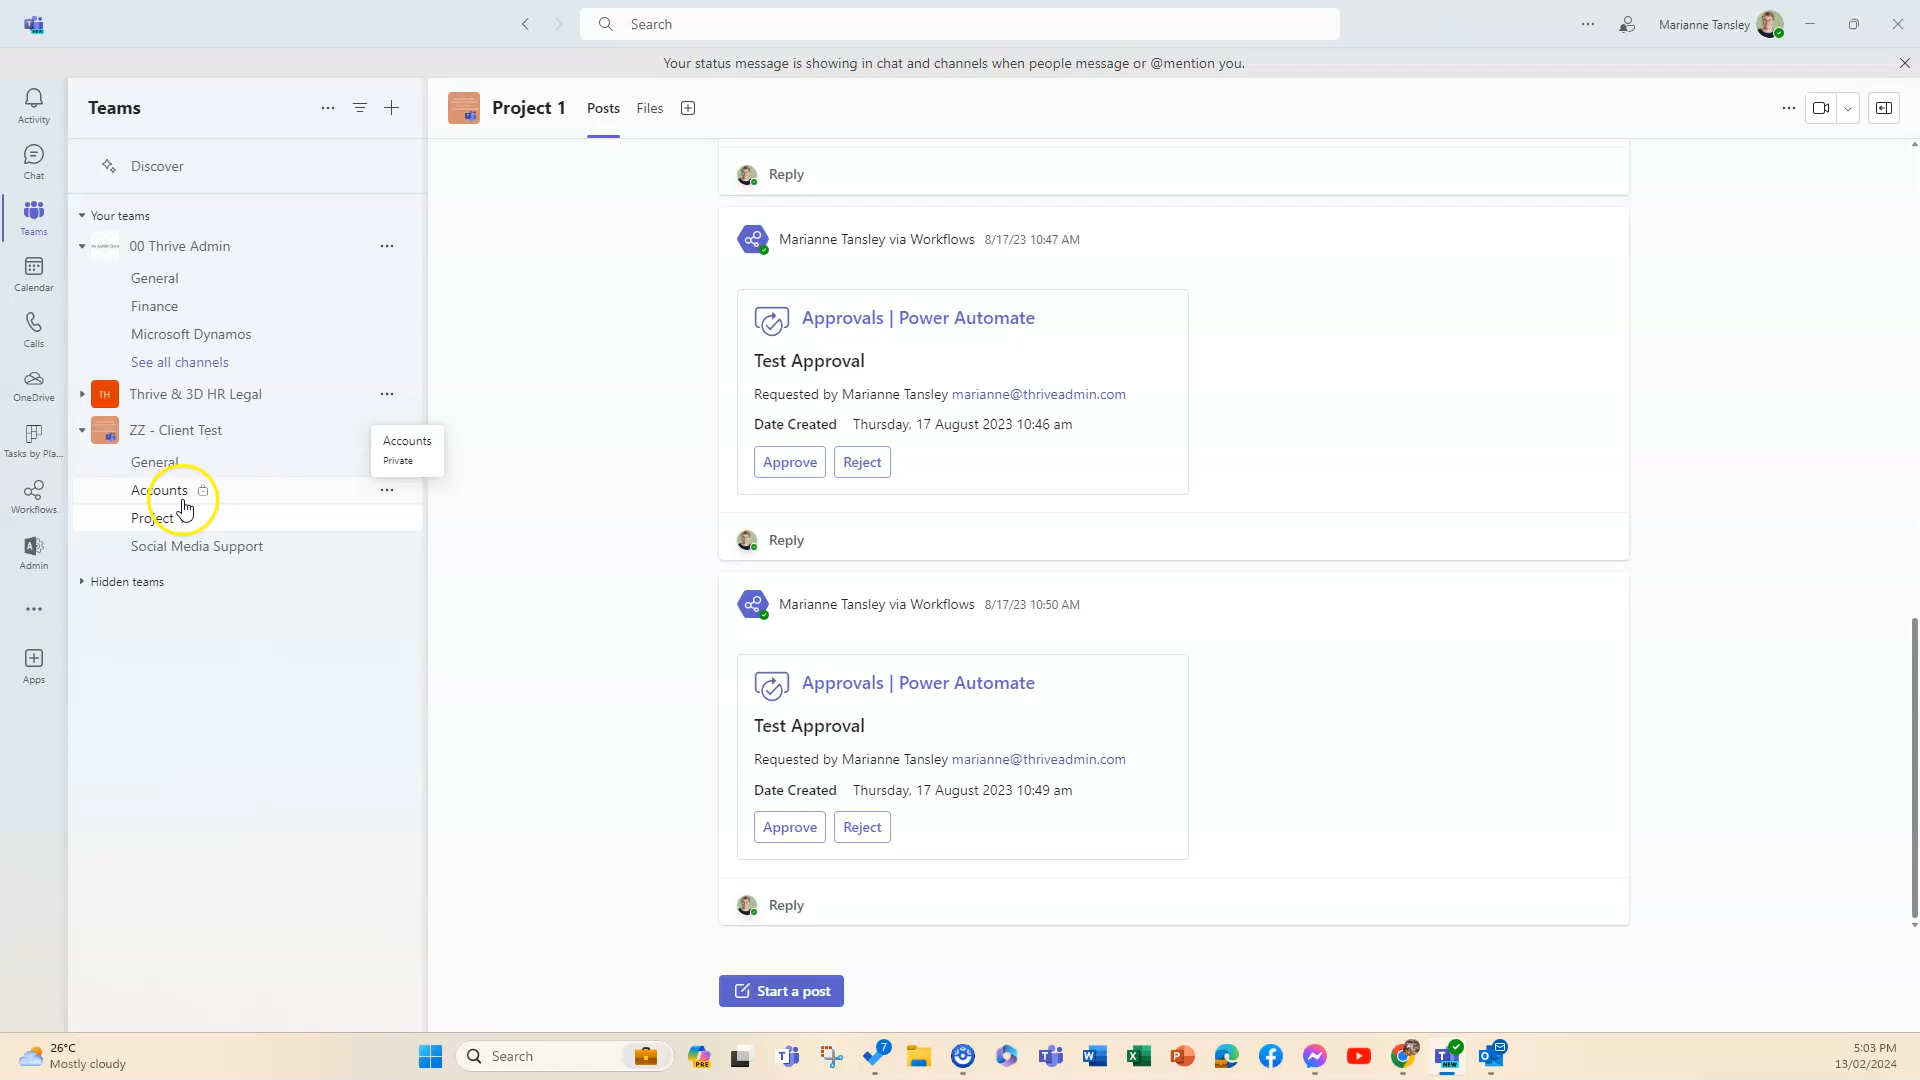 Search
Marianne Tansley
Your status message is showing in chat and channels when people message or @mention you.
Activity
Chat
Teams
Calendar
Calls
OneDrive
Tasks by Pla...
Workflows
Admin
Apps
Teams
Discover
Your teams
00 Thrive Admin
General
Finance
Microsoft Dynamos
See all channels
TH Thrive & 3D HR Legal
ZZ - Client Test
General
Accounts
Project
Social Media Support
Hidden teams
Accounts
Private
Project 1 Posts Files
Reply
Marianne Tansley via Workflows 8/17/23 10:47 AM
Approvals | Power Automate
Test Approval
Requested by Marianne Tansley marianne@thriveadmin.com
Date Created Thursday, 17 August 2023 10:46 am
Approve Reject
Reply
Marianne Tansley via Workflows 8/17/23 10:50 AM
Approvals | Power Automate
Test Approval
Requested by Marianne Tansley marianne@thriveadmin.com
Date Created Thursday, 17 August 2023 10:49 am
Approve Reject
Reply
Start a post
26°C
Mostly cloudy
Search
PRE
7
NEW
5:03 PM
13/02/2024